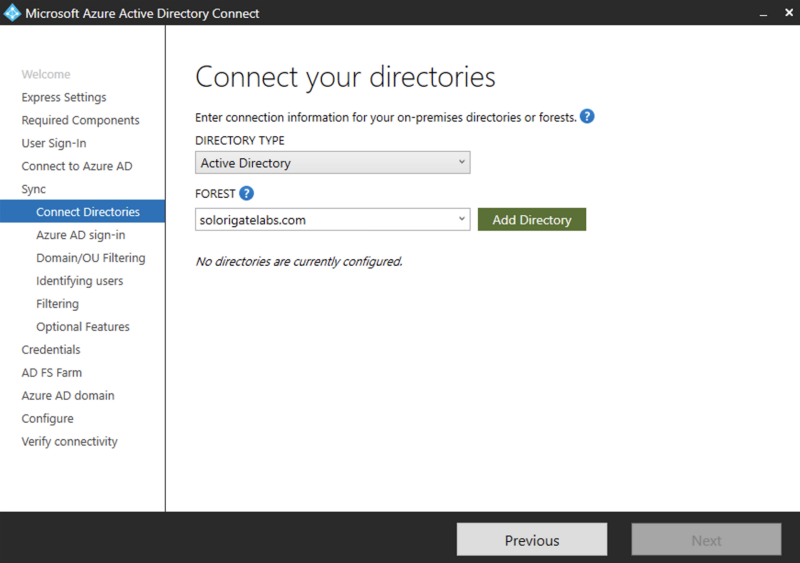 Microsoft Azure Active Directory Connect
Welcome
Express Settings
Required Components
User Sign-In
Connect to Azure AD
Sync
Connect Directories
Azure AD sign-in
Domain/OU Filtering
Identifying users
Filtering
Optional Features
Credentials
AD FS Farm
Azure AD domain
Configure
Verify connectivity
Connect your directories
Enter connection information for your on-premises directories or forests. ?
DIRECTORY TYPE
Active Directory
FOREST ?
solorigatelabs.com
Add Directory
No directories are currently configured.
Previous
Next